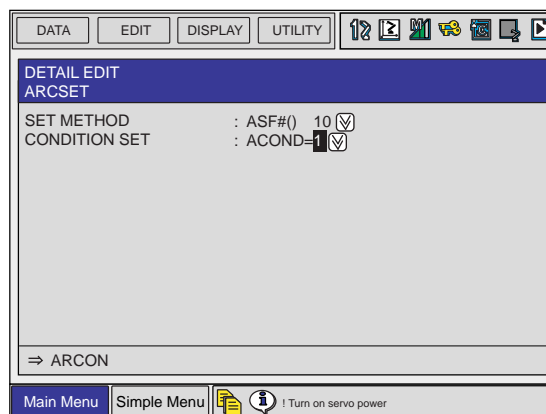 DATA EDIT DISPLAY UTILITY
DETAIL EDIT
ARCSET
SET METHOD : ASF#() 10
CONDITION SET : ACOND=1
⇒ ARCON
Main Menu Simple Menu ! Turn on servo power